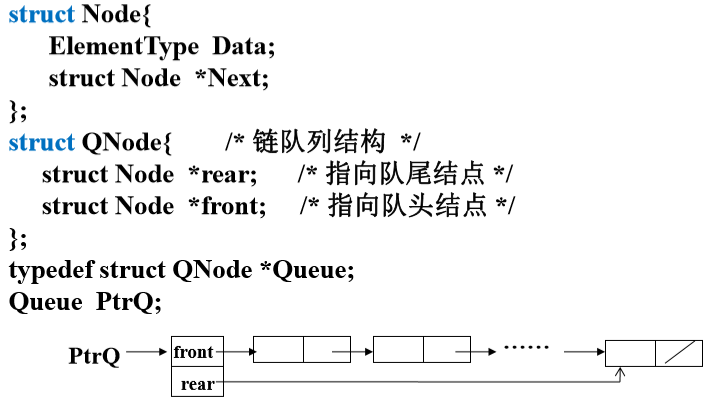 struct Node{
ElementType Data;
struct Node *Next;
};
struct QNode{ /* 链队列结构 */
struct Node *rear; /* 指向队尾结点 */
struct Node *front; /* 指向队头结点 */
};
typedef struct QNode *Queue;
Queue PtrQ;
PtrQ front ……
rear